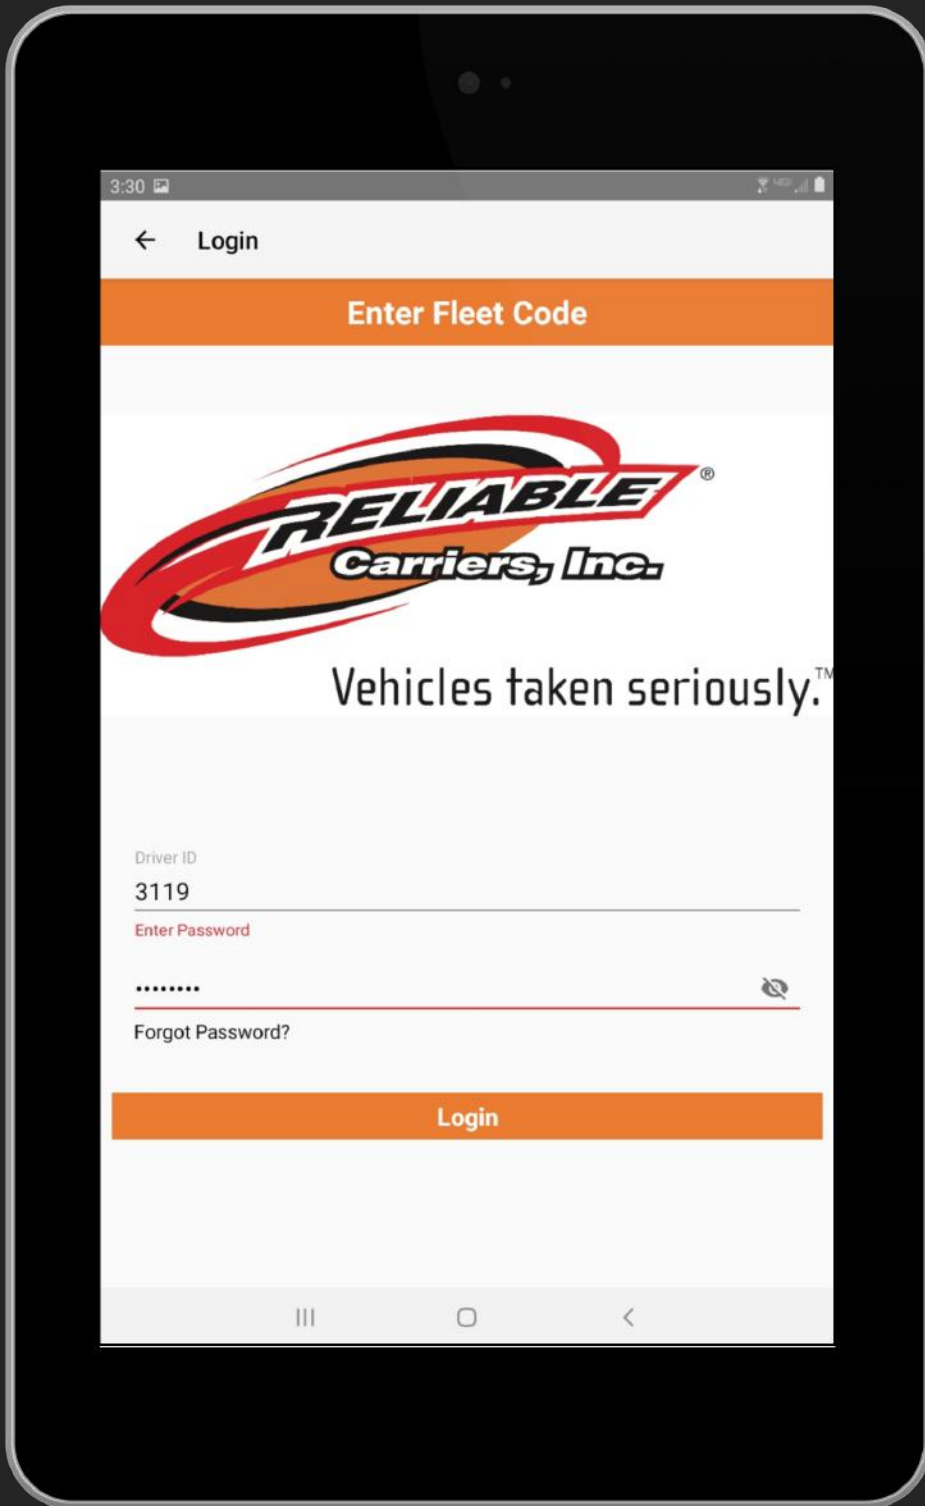 3:30
Login
Enter Fleet Code
RELIABLE®
Carriers, Inc.
Vehicles taken seriously.™
Driver ID
3119
Enter Password
••••••••
Forgot Password?
Login